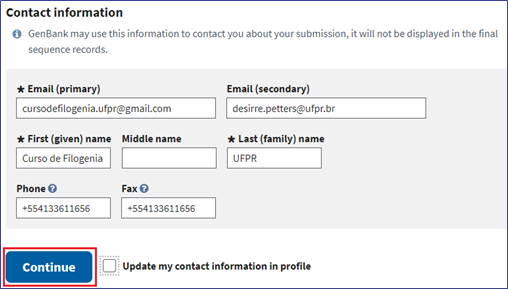 Contact information
GenBank may use this information to contact you about your submission, it will not be displayed in the final
sequence records.
★ Email (primary) Email (secondary)
cursodefilogenia.ufpr@gmail.com desirre.petters@ufpr.br
★ First (given) name Middle name ★ Last (family) name
Curso de Filogenia UFPR
Phone Fax
+554133611656 +554133611656
Continue Update my contact information in profile